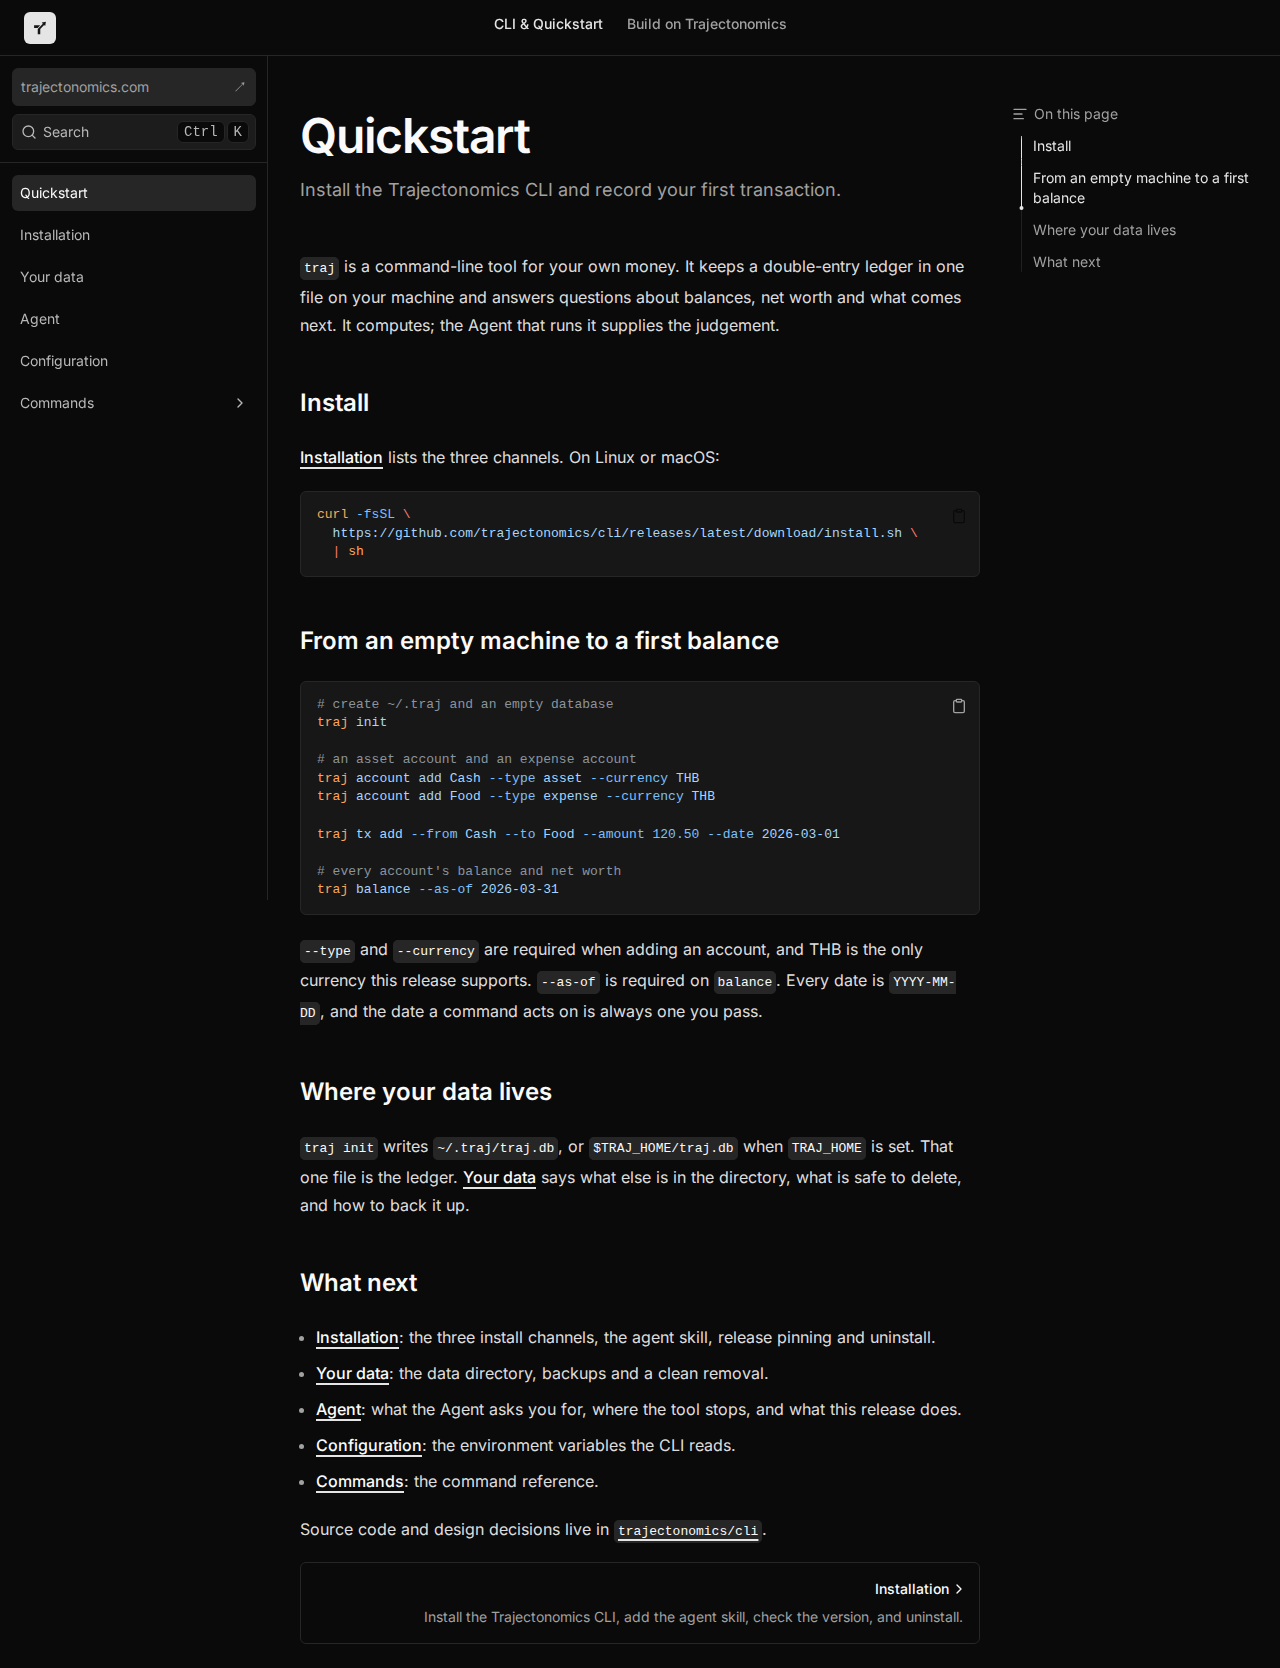 CLI & Quickstart
Build on Trajectonomics
trajectonomics.com
Search
Ctrl K
Quickstart
Installation
Your data
Agent
Configuration
Commands
Quickstart
Install the Trajectonomics CLI and record your first transaction.
traj is a command-line tool for your own money. It keeps a double-entry ledger in one
file on your machine and answers questions about balances, net worth and what comes
next. It computes; the Agent that runs it supplies the judgement.
Install
Installation lists the three channels. On Linux or macOS:
curl -fsSL \
https://github.com/trajectonomics/cli/releases/latest/download/install.sh \
| sh
From an empty machine to a first balance
# create ~/.traj and an empty database
traj init
# an asset account and an expense account
traj account add Cash --type asset --currency THB
traj account add Food --type expense --currency THB
traj tx add --from Cash --to Food --amount 120.50 --date 2026-03-01
# every account's balance and net worth
traj balance --as-of 2026-03-31
--type and --currency are required when adding an account, and THB is the only
currency this release supports. --as-of is required on balance. Every date is YYYY-MM-
DD, and the date a command acts on is always one you pass.
Where your data lives
traj init writes ~/.traj/traj.db, or $TRAJ_HOME/traj.db when TRAJ_HOME is set. That
one file is the ledger. Your data says what else is in the directory, what is safe to delete,
and how to back it up.
What next
Installation: the three install channels, the agent skill, release pinning and uninstall.
Your data: the data directory, backups and a clean removal.
Agent: what the Agent asks you for, where the tool stops, and what this release does.
Configuration: the environment variables the CLI reads.
Commands: the command reference.
Source code and design decisions live in trajectonomics/cli.
Installation
Install the Trajectonomics CLI, add the agent skill, check the version, and uninstall.
On this page
Install
From an empty machine to a first
balance
Where your data lives
What next